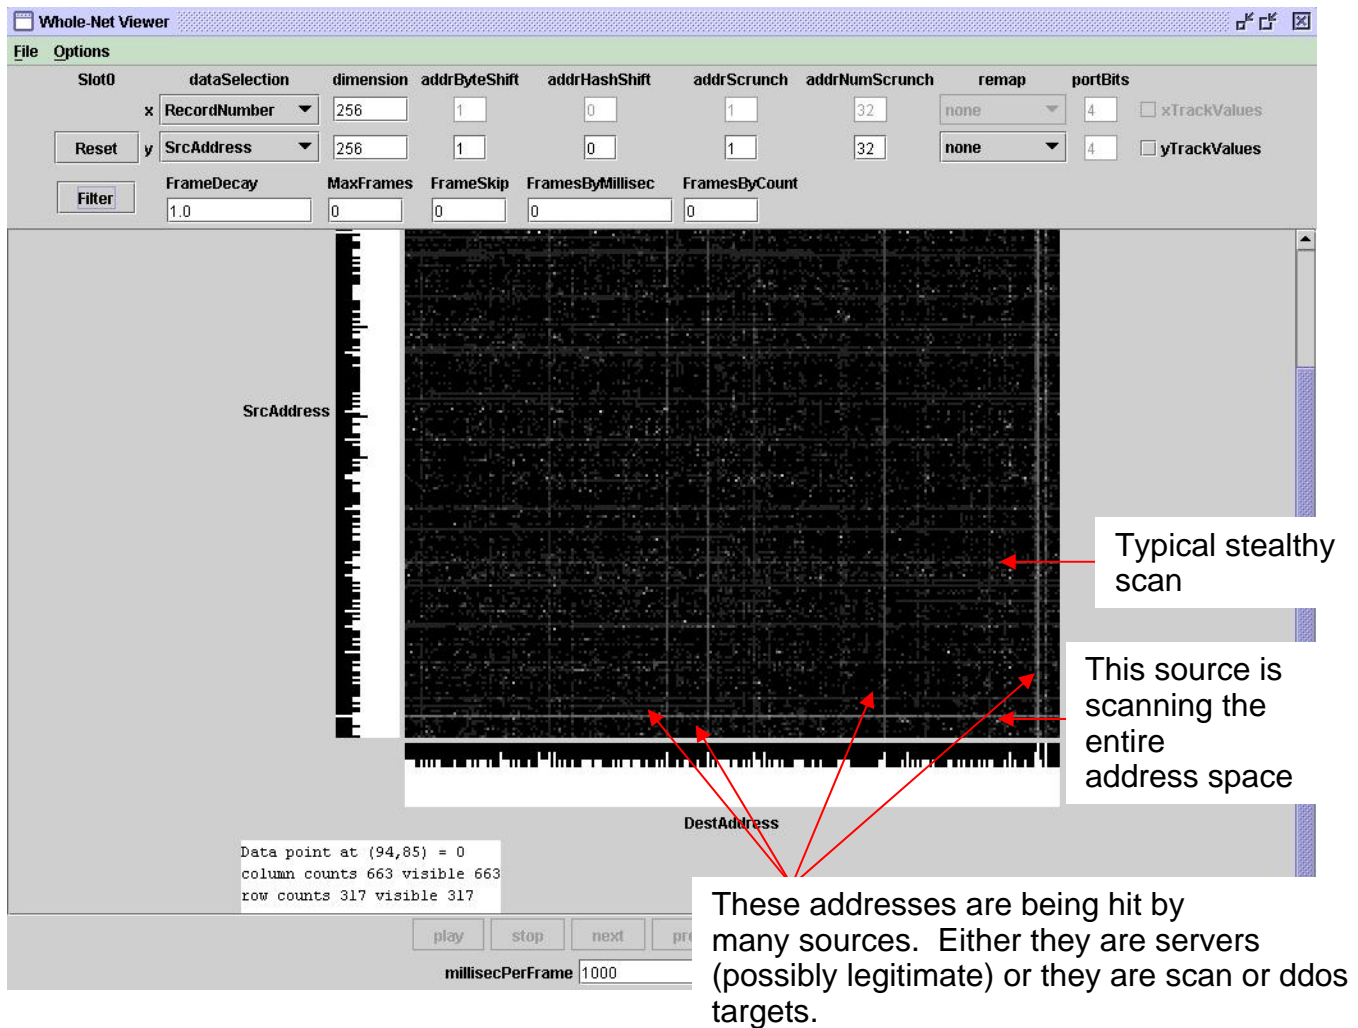 Whole-Net Viewer
File Options
Slot0 dataSelection dimension addrByteShift addrHashShift addrScrunch addrNumScrunch remap portBits
x RecordNumber 256 1 0 1 32 none 4 xTrackValues
Reset y SrcAddress 256 1 0 1 32 none 4 yTrackValues
FrameDecay MaxFrames FrameSkip FramesByMillisec FramesByCount
Filter 1.0 0 0 0 0
SrcAddress
Typical stealthy
scan
This source is
scanning the
entire
address space
DestAddress
Data point at (94,85) = 0
column counts 663 visible 663
row counts 317 visible 317
These addresses are being hit by
many sources. Either they are servers
(possibly legitimate) or they are scan or ddos
targets.
play stop next
millisecPerFrame 1000